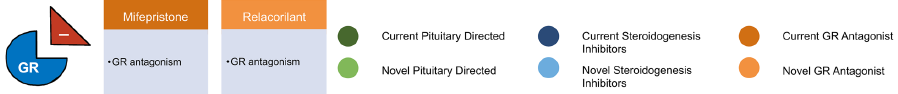 Mifepristone
Relacorilant
Current Pituitary Directed
Current Steroidogenesis
Inhibitors
Current GR Antagonist
–
GR
•GR antagonism
•GR antagonism
Novel Pituitary Directed
Novel Steroidogenesis
Inhibitors
Novel GR Antagonist